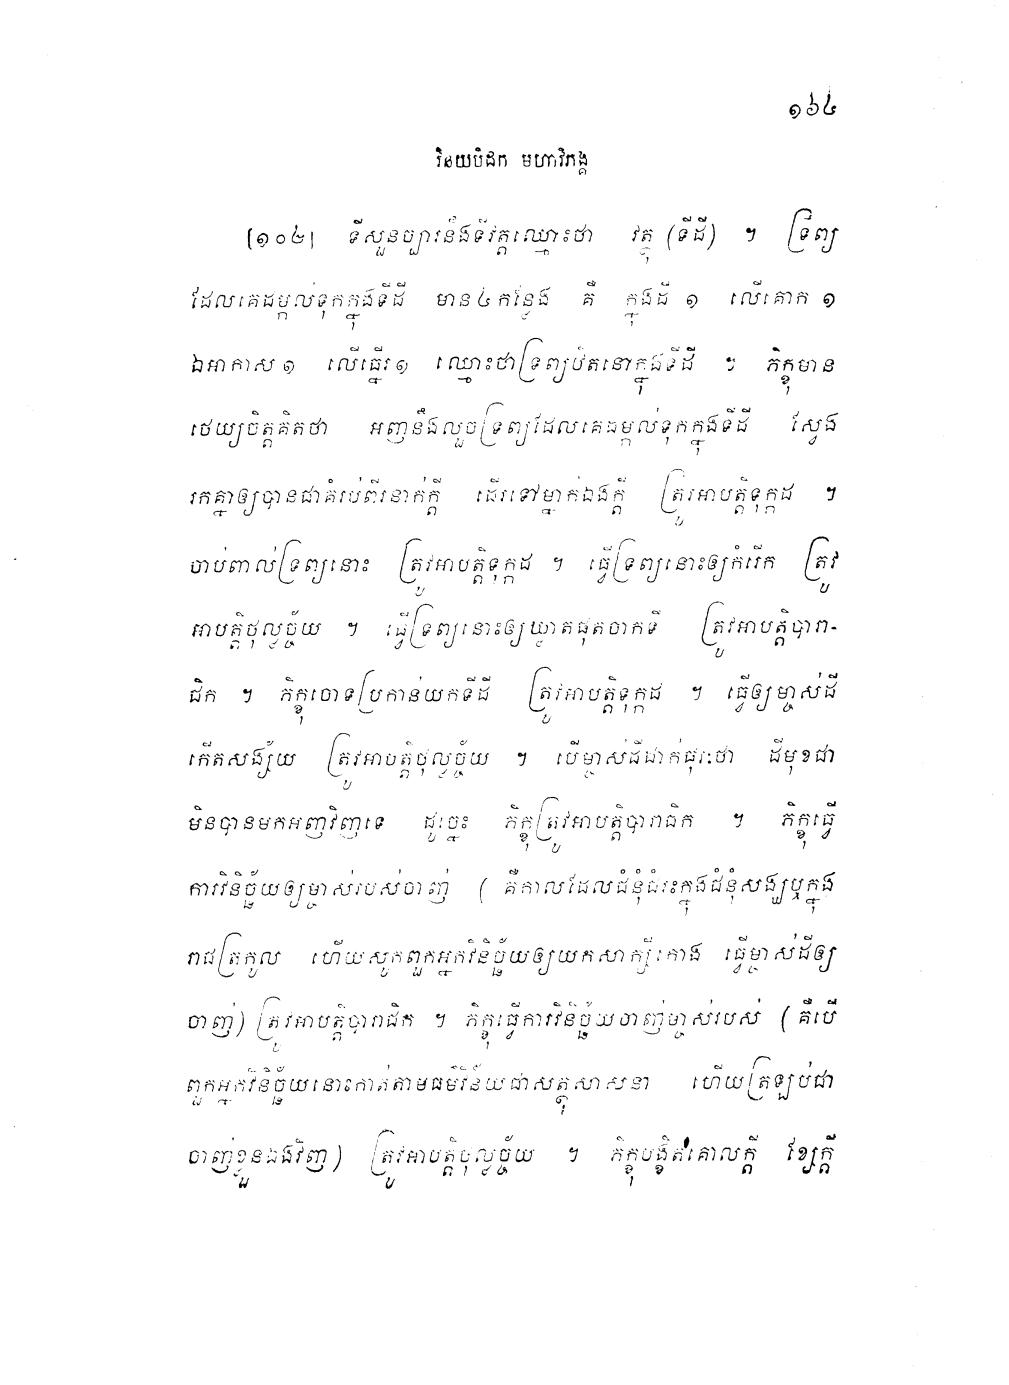 ១៦៤
វិនយបិដក មហាវិភង្គ
[១០៤] ទីសួនច្បារនឹងទីវត្តឈ្មោះថា វត្ថុ (ទីដី) ។ ទ្រព្យ
ដែលគេដម្កល់ទុកក្នុងទីដី មាន៤កន្លែង គឺ ក្នុងដី ១ លើគោក ១
ឯអាកាស ១ លើធ្នើរ ១ ឈ្មោះថាទ្រព្យឋិតនៅក្នុងទីដី ។ ភិក្ខុមាន
ថេយ្យចិត្តគិតថា អញនឹងលួចទ្រព្យដែលគេដម្កល់ទុកក្នុងទីដី ស្វែង
រកគ្នាឲ្យបានជាគំរប់ពីរនាក់ក្តី ដើរទៅម្នាក់ឯងក្តី ត្រូវអាបត្តិទុក្កដ ។
ចាប់ពាល់ទ្រព្យនោះ ត្រូវអាបត្តិទុក្កដ ។ ធ្វើទ្រព្យនោះឲ្យកំរើក ត្រូវ
អាបត្តិថុល្លច្ច័យ ។ ធ្វើទ្រព្យនោះឲ្យឃ្លាតផុតចាកទី ត្រូវអាបត្តិបារា-
ជិក ។ ភិក្ខុចោទប្រកាន់យកទីដី ត្រូវអាបត្តិទុក្កដ ។ ធ្វើឲ្យម្ចាស់ដី
កើតសង្ស័យ ត្រូវអាបត្តិថុល្លច្ច័យ ។ បើម្ចាស់ដីដាក់ធុរៈថា ដីមុខជា
មិនបានមកអញវិញទេ ដូច្នេះ ភិក្ខុត្រូវអាបត្តិបារាជិក ។ ភិក្ខុធ្វើ
ការវិនិច្ឆ័យឲ្យម្ចាស់របស់ចាញ់ ( គឺកាលដែលជំនុំជំរះក្នុងជំនុំសង្ឃឬក្នុង
រាជត្រកូល ហើយសូកពួកអ្នកវិនិច្ឆ័យឲ្យយកសាក្សីកោង ធ្វើម្ចាស់ដីឲ្យ
ចាញ់) ត្រូវអាបត្តិបារាជិក ។ ភិក្ខុធ្វើការវិនិច្ឆ័យចាញ់ម្ចាស់របស់ (គឺបើ
ពួកអ្នកវិនិច្ឆ័យនោះកាត់តាមធម៌វិន័យជាសត្ថុសាសនា ហើយត្រឡប់ជា
ចាញ់ខ្លួនឯងវិញ) ត្រូវអាបត្តិថុល្លច្ច័យ ។ ភិក្ខុបង្ខិតគោលក្តី ខ្សែក្តី